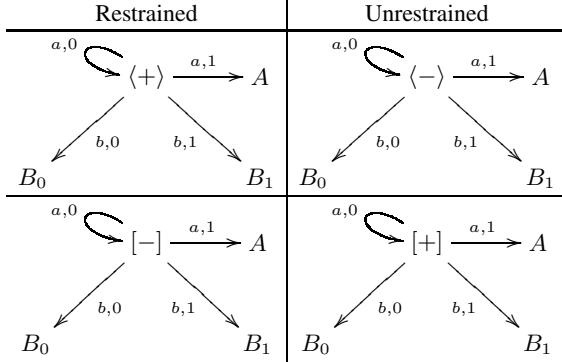 Restrained Unrestrained
a,0 a,0
⟨+⟩ a,1 A ⟨−⟩ a,1 A
b,0 b,1 b,0 b,1
B₀ B₁ B₀ B₁
a,0 a,0
[−] a,1 A [+] a,1 A
b,0 b,1 b,0 b,1
B₀ B₁ B₀ B₁